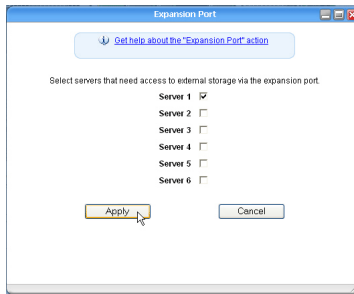 Expansion Port
Get help about the "Expansion Port" action
Select servers that need access to external storage via the expansion port.
Server 1
Server 2
Server 3
Server 4
Server 5
Server 6
Apply
Cancel